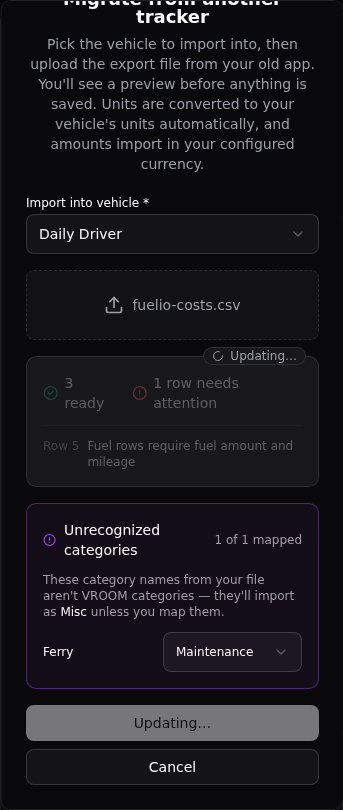 Migrate from another
tracker
Pick the vehicle to import into, then
upload the export file from your old app.
You'll see a preview before anything is
saved. Units are converted to your
vehicle's units automatically, and
amounts import in your configured
currency.
Import into vehicle *
Daily Driver
fuelio-costs.csv
Updating...
3
ready
1 row needs
attention
Row 5 Fuel rows require fuel amount and
mileage
Unrecognized
categories
1 of 1 mapped
These category names from your file
aren't VROOM categories — they'll import
as Misc unless you map them.
Ferry
Maintenance
Updating...
Cancel